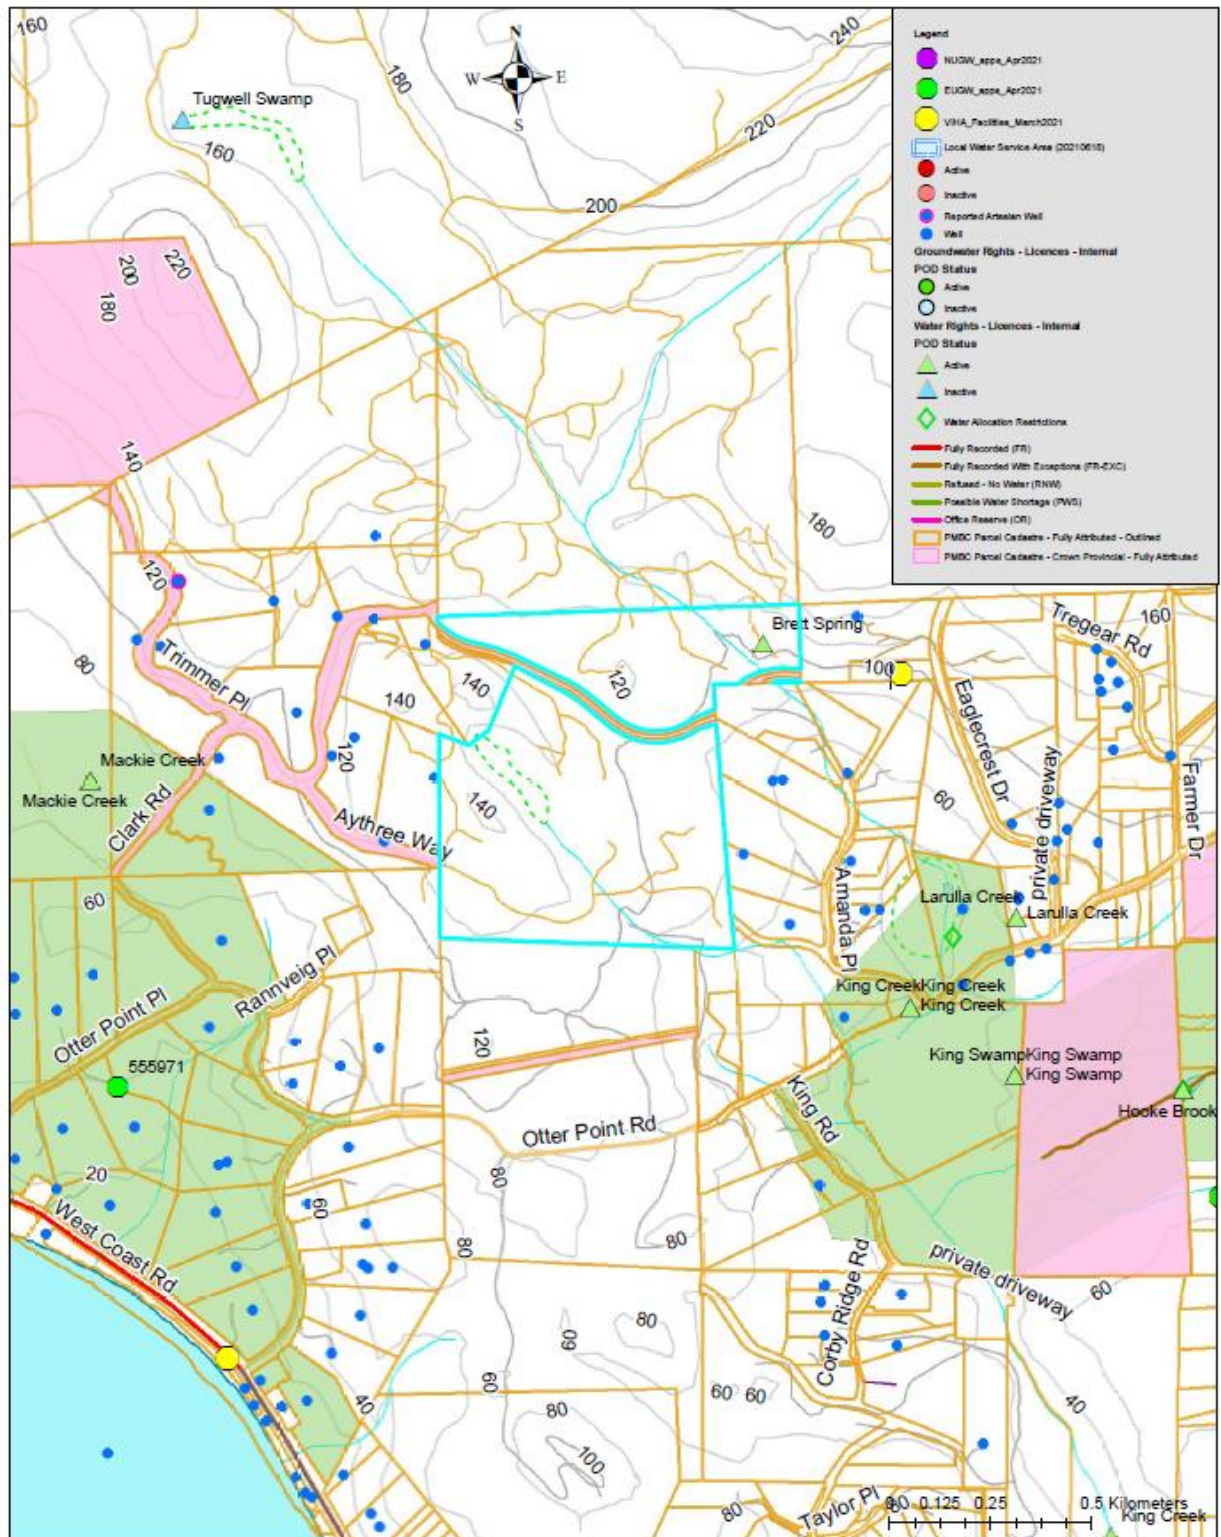 160
N
W E
S
240
180
220
Tugwell Swamp
160
200
200
220
180
140
180
120
Trimmer Pl
80
140
140
120
120
140
Brett Spring
100
Tregear Rd
160
Eaglecrest Dr
private driveway
Farmer Dr
60
Mackie Creek
Mackie Creek
Clark Rd
Aythree Way
Amanda Pl
Larulla Creek
Larulla Creek
60
Rannveig Pl
Otter Point Pl
555971
120
King Creek King Creek
King Creek
King Swamp King Swamp
King Swamp
Hooke Brook
King Rd
Otter Point Rd
80
20
West Coast Rd
60
80
80
private driveway
60
Corby Ridge Rd
80
60
60
60 60
40
80
100
40
80
Taylor Pl
80
0 0.125 0.25 0.5 Kilometers
King Creek
Legend
NUGW_apps_Apr2021
EUGW_apps_Apr2021
VIHA_Facilities_March2021
Local Water Service Area (20210618)
Active
Inactive
Reported Artesian Well
Well
Groundwater Rights - Licences - Internal
POD Status
Active
Inactive
Water Rights - Licences - Internal
POD Status
Active
Inactive
Water Allocation Restrictions
Fully Recorded (FR)
Fully Recorded With Exceptions (FR-EXC)
Refused - No Water (RNW)
Possible Water Shortage (PWS)
Office Reserve (OR)
PMBC Parcel Cadastre - Fully Attributed - Outlined
PMBC Parcel Cadastre - Crown Provincial - Fully Attributed